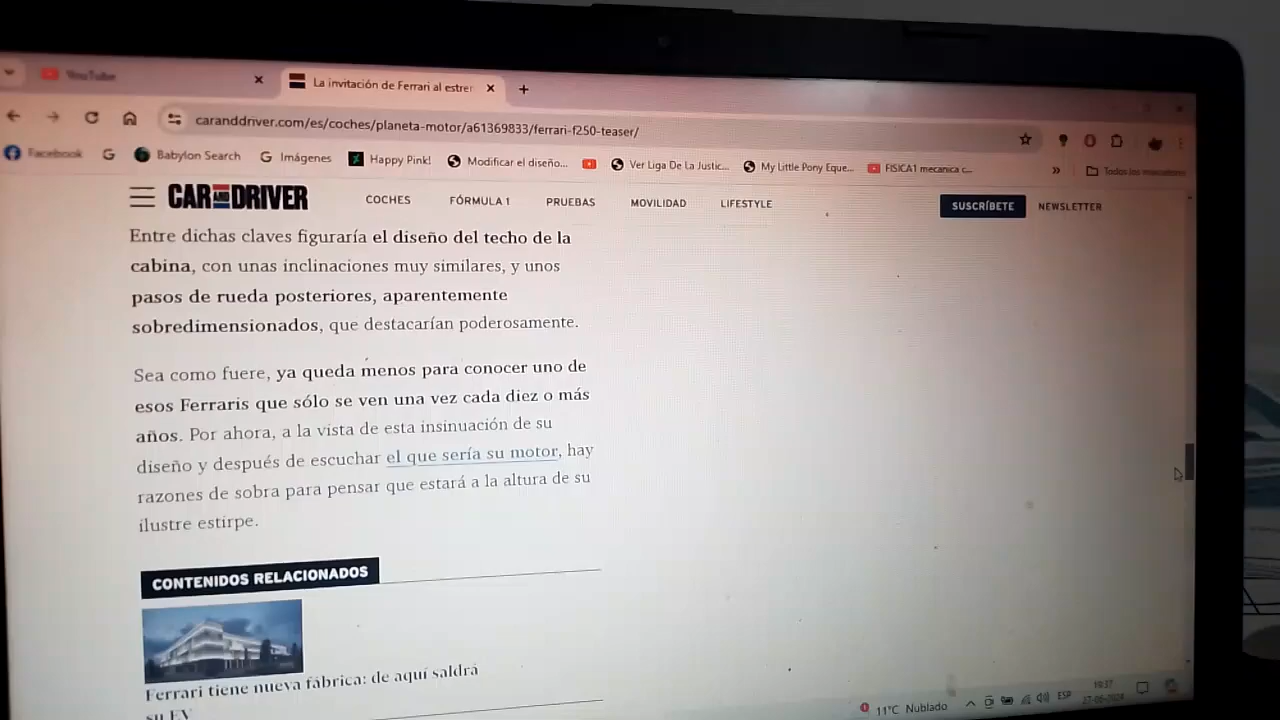 YouTube
La invitación de Ferrari al estrer
caranddriver.com/es/coches/planeta-motor/a61369833/ferrari-f250-teaser/
Facebook
G
Babylon Search
Imágenes
Happy Pink!
Modificar el diseño...
Ver Liga De La Justic...
My Little Pony Eque...
FISICA1 mecanica c...
»
Todos los marcadores
CAR AND DRIVER
COCHES
FÓRMULA 1
PRUEBAS
MOVILIDAD
LIFESTYLE
SUSCRÍBETE
NEWSLETTER
Entre dichas claves figuraría el diseño del techo de la
cabina, con unas inclinaciones muy similares, y unos
pasos de rueda posteriores, aparentemente
sobredimensionados, que destacarían poderosamente.
Sea como fuere, ya queda menos para conocer uno de
esos Ferraris que sólo se ven una vez cada diez o más
años. Por ahora, a la vista de esta insinuación de su
diseño y después de escuchar el que sería su motor, hay
razones de sobra para pensar que estará a la altura de su
ilustre estirpe.
CONTENIDOS RELACIONADOS
Ferrari tiene nueva fábrica: de aquí saldrá
su EV
11°C Nublado
ESP
27-06-2024